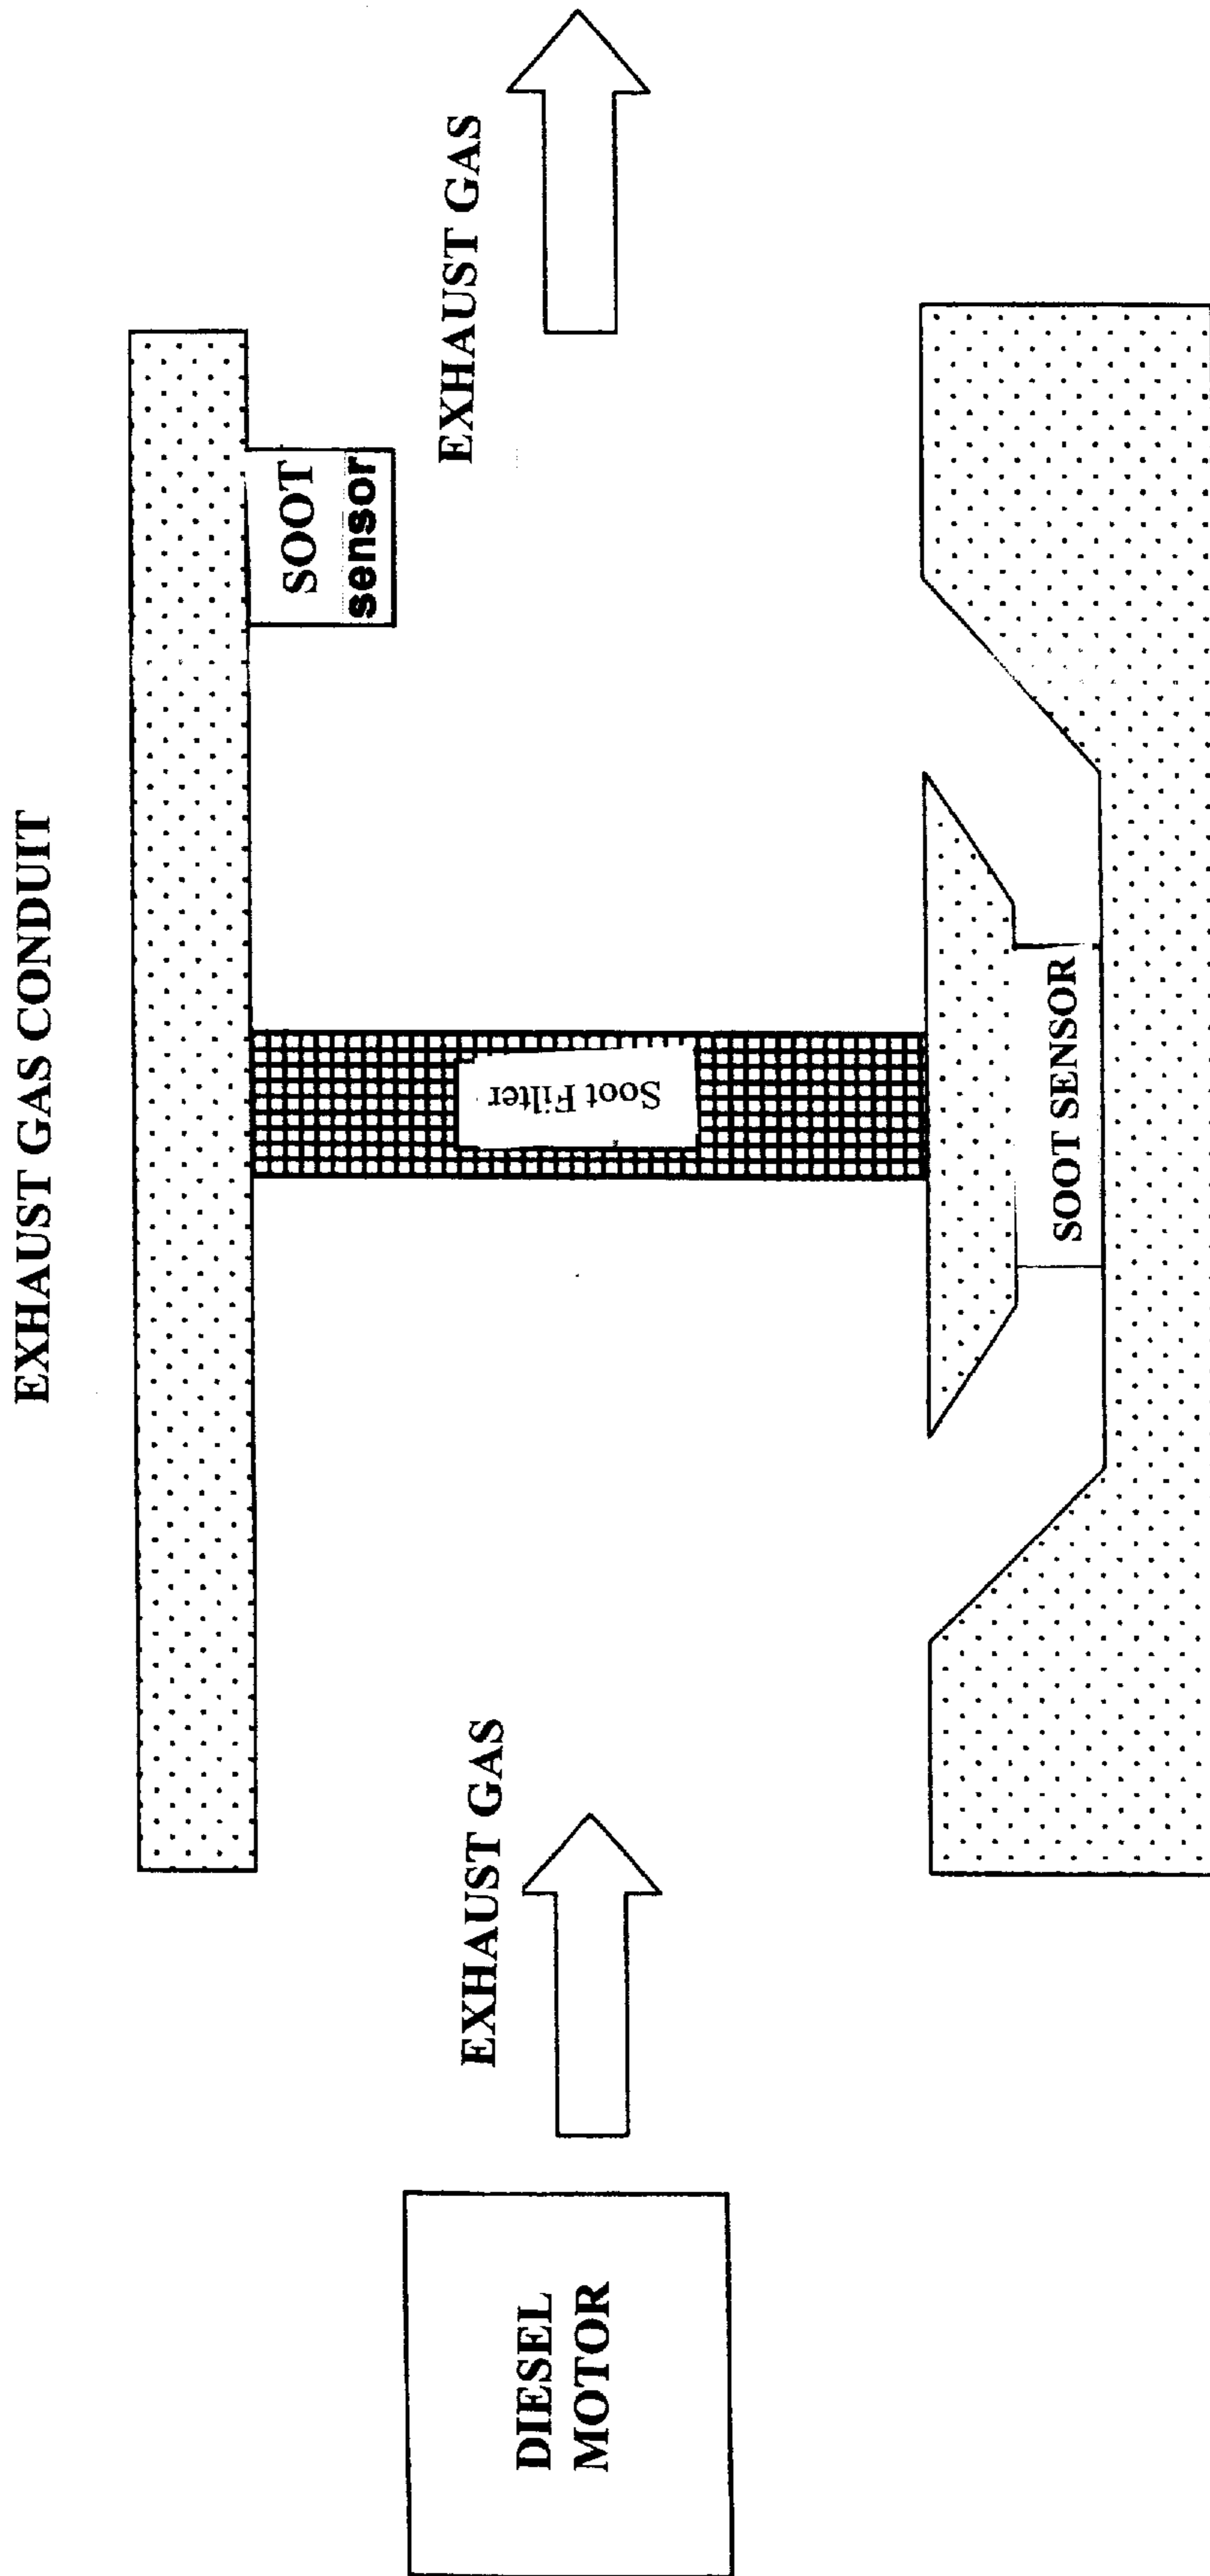 EXHAUST GAS CONDUIT
DIESEL
MOTOR
EXHAUST GAS
Soot Filter
SOOT SENSOR
SOOT
sensor
EXHAUST GAS